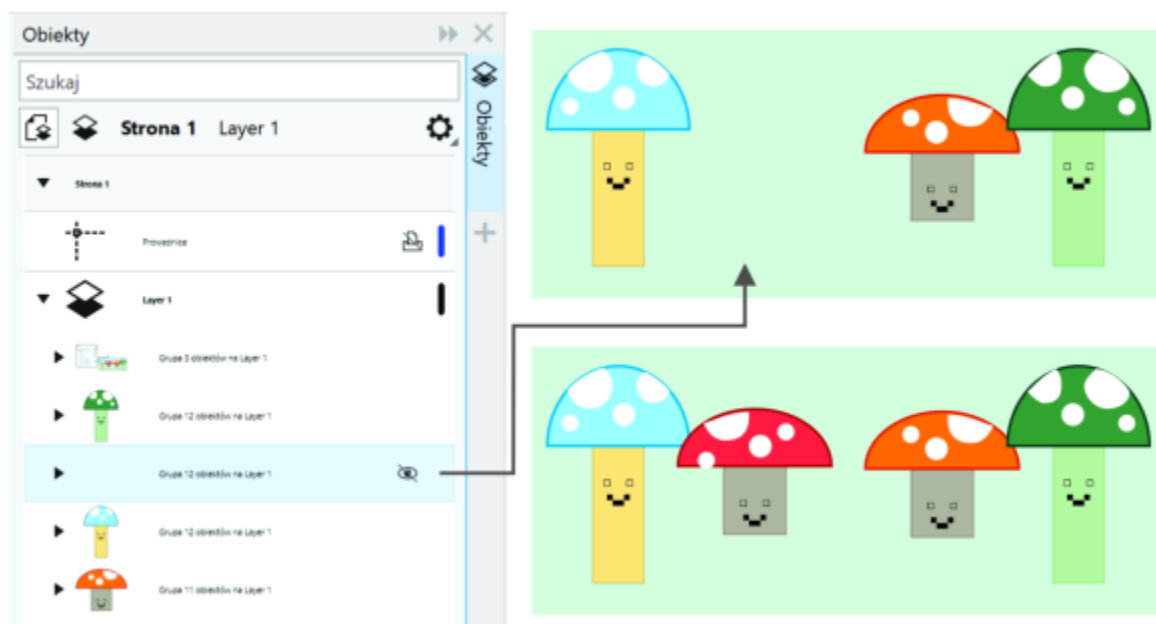 Obiekty
Szukaj
Strona 1 Layer 1
Obiekty
Strona 1
Prowadnice
Layer 1
Grupa 3 obiektów na Layer 1
Grupa 12 obiektów na Layer 1
Grupa 12 obiektów na Layer 1
Grupa 12 obiektów na Layer 1
Grupa 11 obiektów na Layer 1